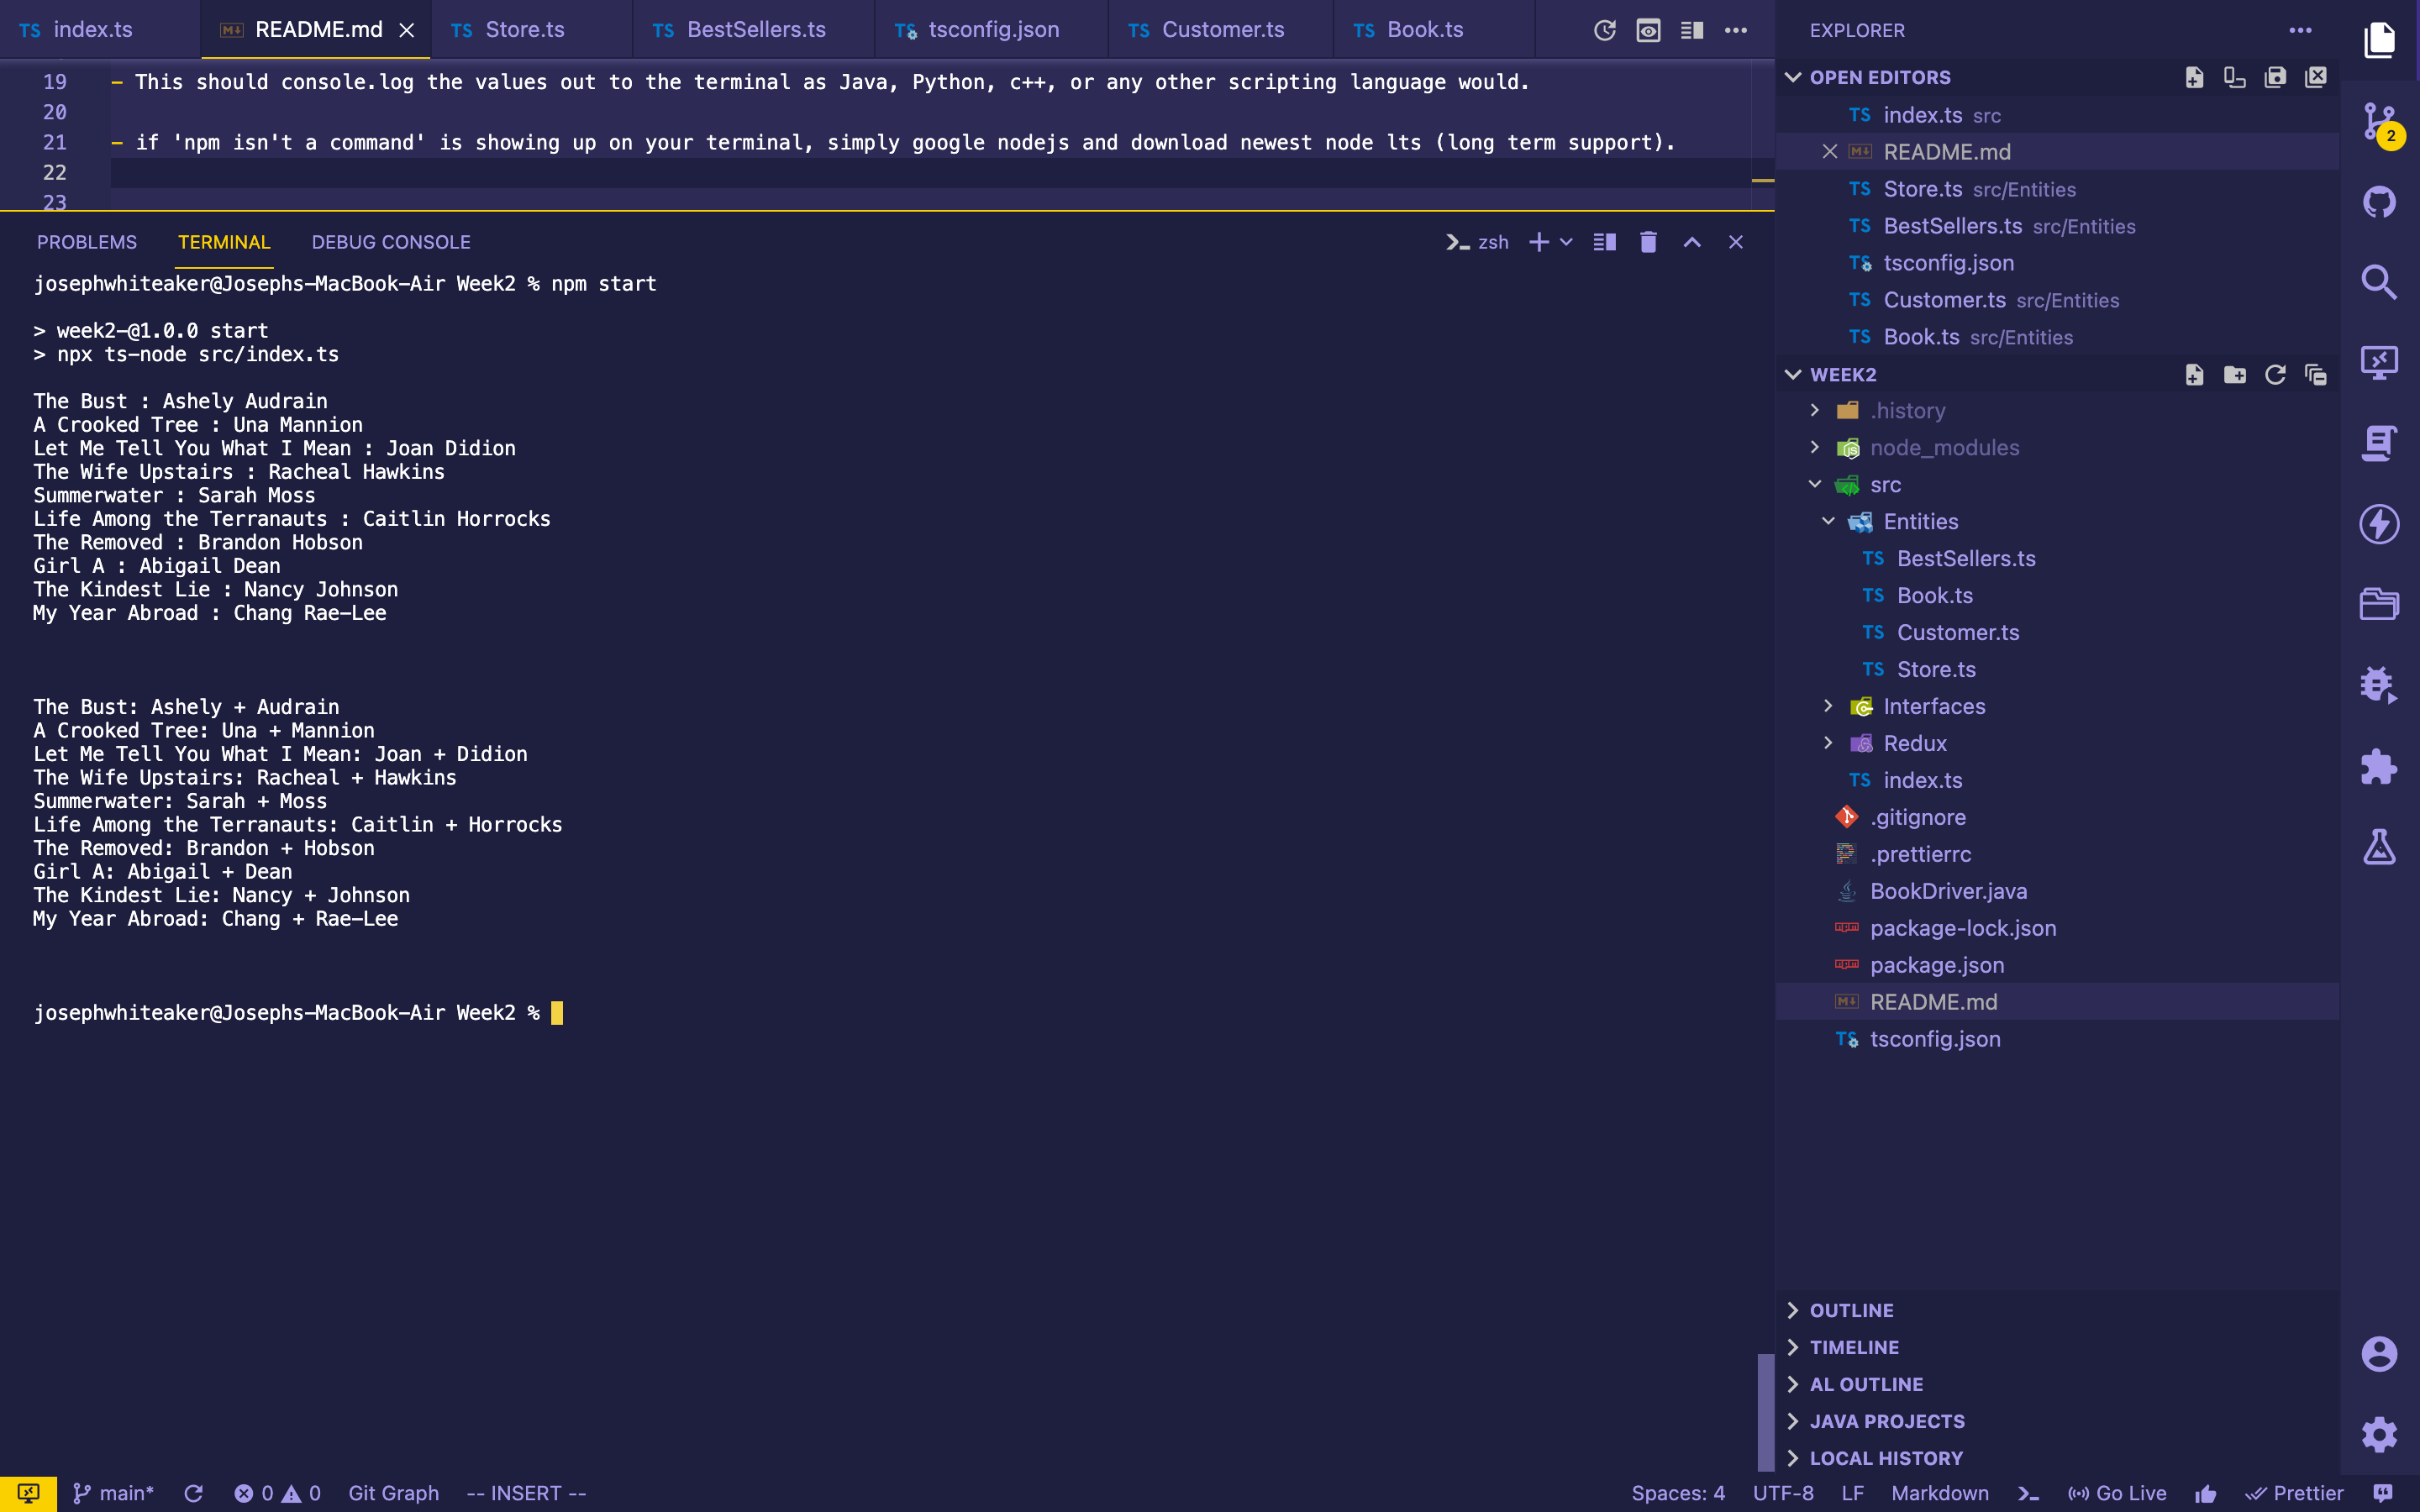 TS index.ts
README.md
TS Store.ts
TS BestSellers.ts
TS tsconfig.json
TS Customer.ts
TS Book.ts
19 - This should console.log the values out to the terminal as Java, Python, c++, or any other scripting language would.
20
21 - if 'npm isn't a command' is showing up on your terminal, simply google nodejs and download newest node lts (long term support).
22
23
PROBLEMS TERMINAL DEBUG CONSOLE
zsh
josephwhiteaker@Josephs-MacBook-Air Week2 % npm start
> week2-@1.0.0 start
> npx ts-node src/index.ts
The Bust : Ashely Audrain
A Crooked Tree : Una Mannion
Let Me Tell You What I Mean : Joan Didion
The Wife Upstairs : Racheal Hawkins
Summerwater : Sarah Moss
Life Among the Terranauts : Caitlin Horrocks
The Removed : Brandon Hobson
Girl A : Abigail Dean
The Kindest Lie : Nancy Johnson
My Year Abroad : Chang Rae-Lee
The Bust: Ashely + Audrain
A Crooked Tree: Una + Mannion
Let Me Tell You What I Mean: Joan + Didion
The Wife Upstairs: Racheal + Hawkins
Summerwater: Sarah + Moss
Life Among the Terranauts: Caitlin + Horrocks
The Removed: Brandon + Hobson
Girl A: Abigail + Dean
The Kindest Lie: Nancy + Johnson
My Year Abroad: Chang + Rae-Lee
josephwhiteaker@Josephs-MacBook-Air Week2 %
EXPLORER
OPEN EDITORS
TS index.ts src
README.md
TS Store.ts src/Entities
TS BestSellers.ts src/Entities
TS tsconfig.json
TS Customer.ts src/Entities
TS Book.ts src/Entities
WEEK2
.history
node_modules
src
Entities
TS BestSellers.ts
TS Book.ts
TS Customer.ts
TS Store.ts
Interfaces
Redux
TS index.ts
.gitignore
.prettierrc
BookDriver.java
package-lock.json
package.json
README.md
TS tsconfig.json
OUTLINE
TIMELINE
AL OUTLINE
JAVA PROJECTS
LOCAL HISTORY
2
main* 0 0 Git Graph -- INSERT -- Spaces: 4 UTF-8 LF Markdown Go Live Prettier